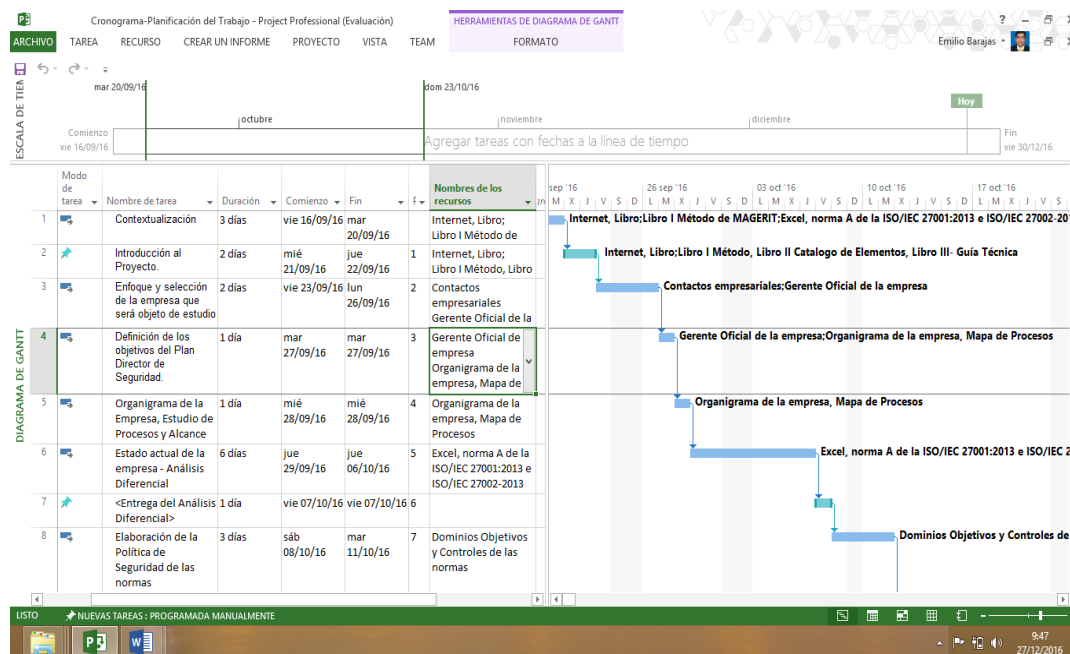 Cronograma-Planificación del Trabajo - Project Professional (Evaluación)
HERRAMIENTAS DE DIAGRAMA DE GANTT
?
ARCHIVO TAREA RECURSO CREAR UN INFORME PROYECTO VISTA TEAM FORMATO
Emilio Barajas
mar 20/09/16 dom 23/10/16
Hoy
octubre noviembre diciembre
Comienzo
vie 16/09/16
Agregar tareas con fechas a la línea de tiempo
Fin
vie 30/12/16
Modo
de
tarea
Nombre de tarea
Duración
Comienzo
Fin
Nombres de los
recursos
sep '16 26 sep '16 03 oct '16 10 oct '16 17 oct '16
M X J V S D L M X J V S D L M X J V S D L M X J V S D L M X J V S
1
Contextualización
3 días
vie 16/09/16
mar
20/09/16
Internet, Libro;
Libro I Método de
Internet, Libro;Libro I Método de MAGERIT;Excel, norma A de la ISO/IEC 27001:2013 e ISO/IEC 27002-20
2
Introducción al
Proyecto.
2 días
mié
21/09/16
jue
22/09/16
1
Internet, Libro;
Libro I Método, Libro
Internet, Libro;Libro I Método, Libro II Catalogo de Elementos, Libro III- Guía Técnica
3
Enfoque y selección
de la empresa que
será objeto de estudio
2 días
vie 23/09/16
lun
26/09/16
2
Contactos
empresariales
Gerente Oficial de la
Contactos empresariales;Gerente Oficial de la empresa
4
Definición de los
objetivos del Plan
Director de
Seguridad.
1 día
mar
27/09/16
mar
27/09/16
3
Gerente Oficial de
empresa
Organigrama de la
empresa, Mapa de
Gerente Oficial de la empresa;Organigrama de la empresa, Mapa de Procesos
5
Organigrama de la
Empresa, Estudio de
Procesos y Alcance
1 día
mié
28/09/16
mié
28/09/16
4
Organigrama de la
empresa, Mapa de
Procesos
Organigrama de la empresa, Mapa de Procesos
6
Estado actual de la
empresa - Análisis
Diferencial
6 días
jue
29/09/16
jue
06/10/16
5
Excel, norma A de la
ISO/IEC 27001:2013 e
ISO/IEC 27002-2013
Excel, norma A de la ISO/IEC 27001:2013 e ISO/IEC 2
7
<Entrega del Análisis
Diferencial>
1 día
vie 07/10/16
vie 07/10/16
6
8
Elaboración de la
Política de
Seguridad de las
normas
3 días
sáb
08/10/16
mar
11/10/16
7
Dominios Objetivos
y Controles de las
normas
Dominios Objetivos y Controles de
ESCALA DE TIEM
DIAGRAMA DE GANTT
LISTO NUEVAS TAREAS : PROGRAMADA MANUALMENTE
9:47
27/12/2016